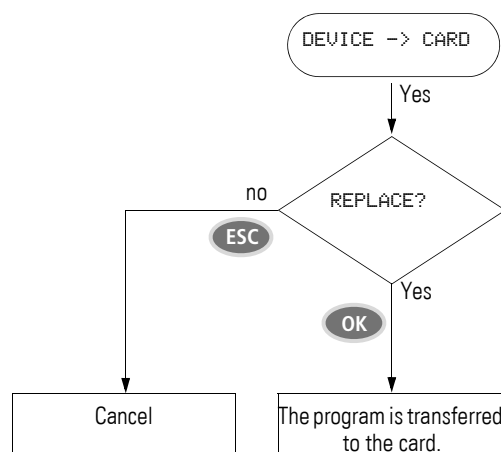 DEVICE -> CARD
Yes
no
REPLACE?
ESC
Yes
OK
Cancel
The program is transferred
to the card.